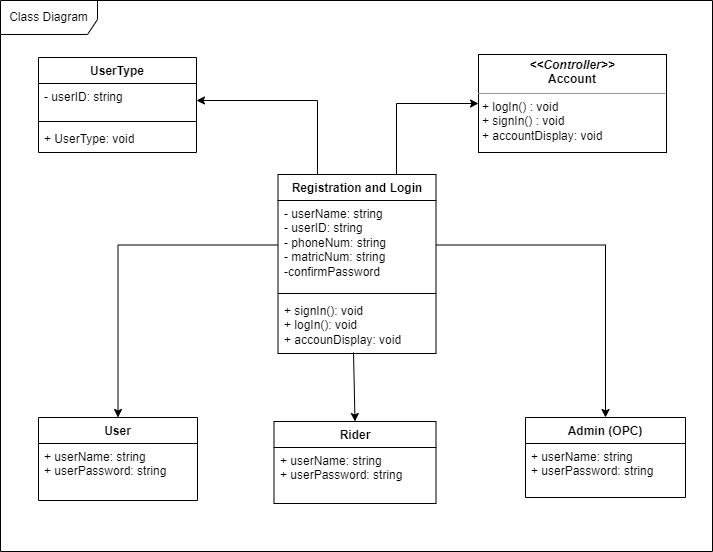 Class Diagram
UserType
- userID: string
+ UserType: void
<<Controller>>
Account
+ logIn() : void
+ signIn() : void
+ accountDisplay: void
Registration and Login
- userName: string
- userID: string
- phoneNum: string
- matricNum: string
-confirmPassword
+ signIn(): void
+ logIn(): void
+ accounDisplay: void
User
+ userName: string
+ userPassword: string
Rider
+ userName: string
+ userPassword: string
Admin (OPC)
+ userName: string
+ userPassword: string